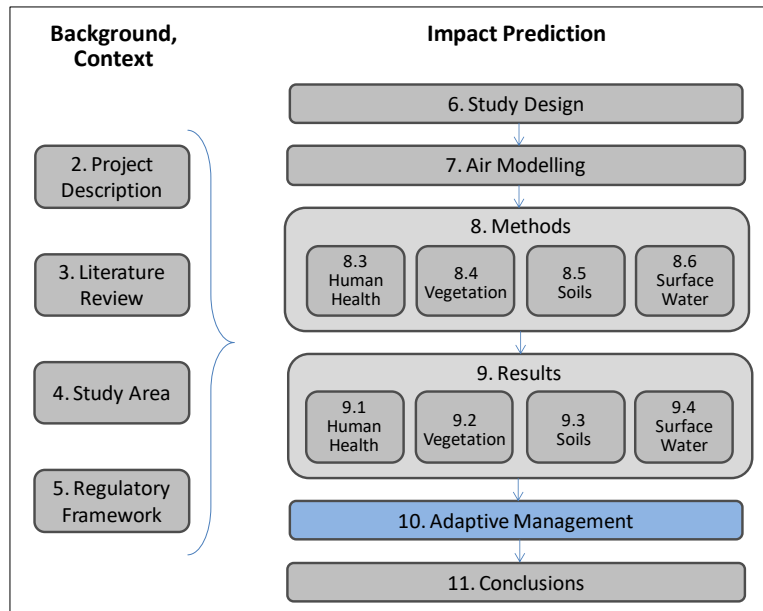 Background,
Context
2. Project
Description
3. Literature
Review
4. Study Area
5. Regulatory
Framework
Impact Prediction
6. Study Design
7. Air Modelling
8. Methods
8.3
Human
Health
8.4
Vegetation
8.5
Soils
8.6
Surface
Water
9. Results
9.1
Human
Health
9.2
Vegetation
9.3
Soils
9.4
Surface
Water
10. Adaptive Management
11. Conclusions